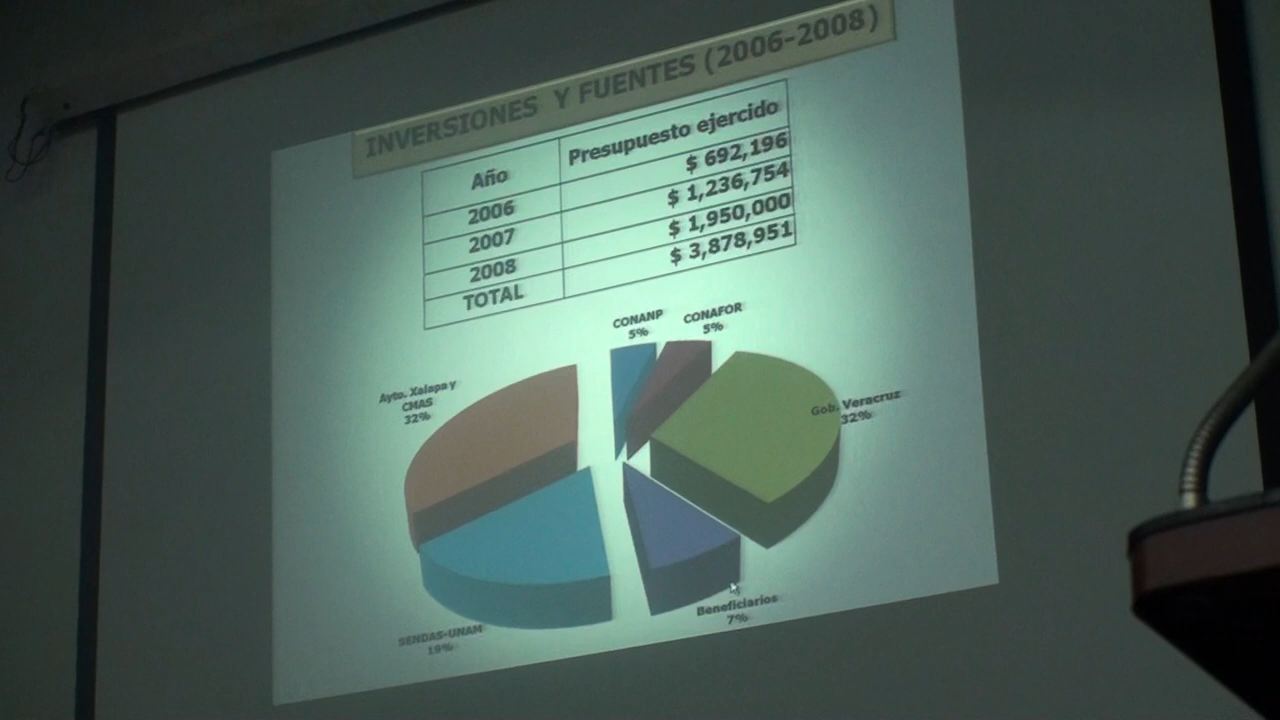 INVERSIONES Y FUENTES (2006-2008)
Año Presupuesto ejercido
2006 $ 692,196
2007 $ 1,236,754
2008 $ 1,950,000
TOTAL $ 3,878,951
CONANP
5%
CONAFOR
5%
Ayto. Xalapa y
CMAS
32%
Gob. Veracruz
32%
Beneficiarios
7%
SENDAS-UNAM
19%